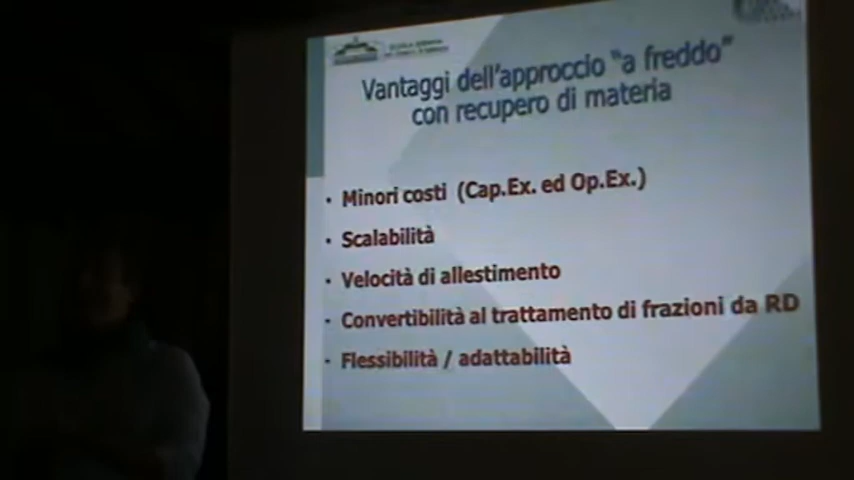 Vantaggi dell'approccio "a freddo"
con recupero di materia
• Minori costi (Cap.Ex. ed Op.Ex.)
• Scalabilità
• Velocità di allestimento
• Convertibilità al trattamento di frazioni da RD
• Flessibilità / adattabilità